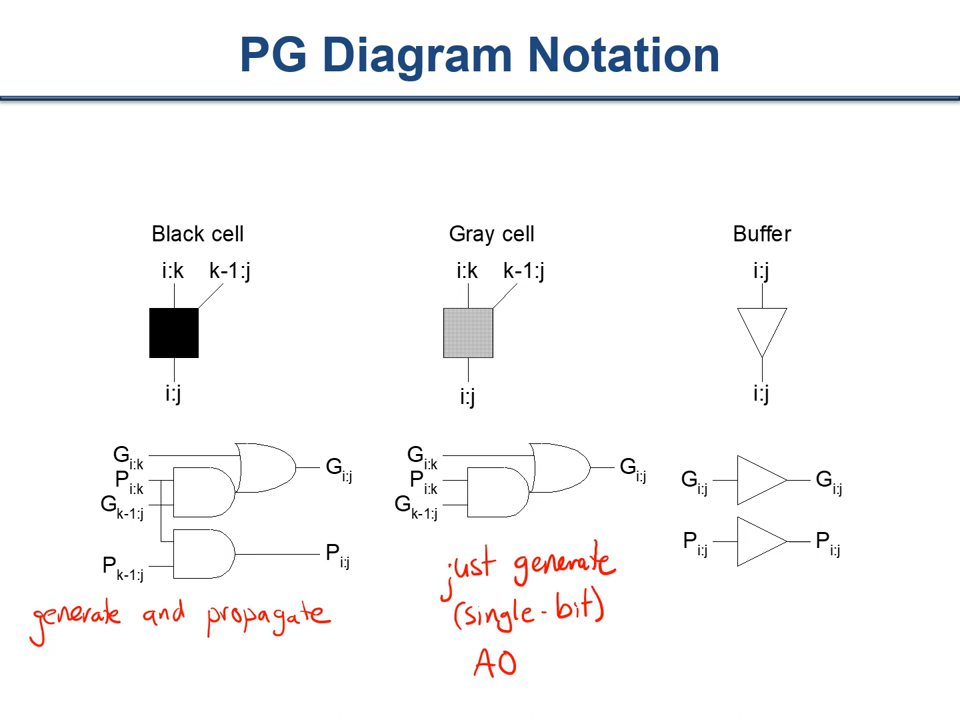 PG Diagram Notation
Black cell
Gray cell
Buffer
i:k k-1:j
i:k k-1:j
i:j
i:j
i:j
i:j
Gi:k
Pi:k
Gk-1:j
Pk-1:j
Gi:j
Pi:j
Gi:k
Pi:k
Gk-1:j
Gi:j
Gi:j
Pi:j
Gi:j
Pi:j
generate and propagate
just generate
(single-bit)
AO